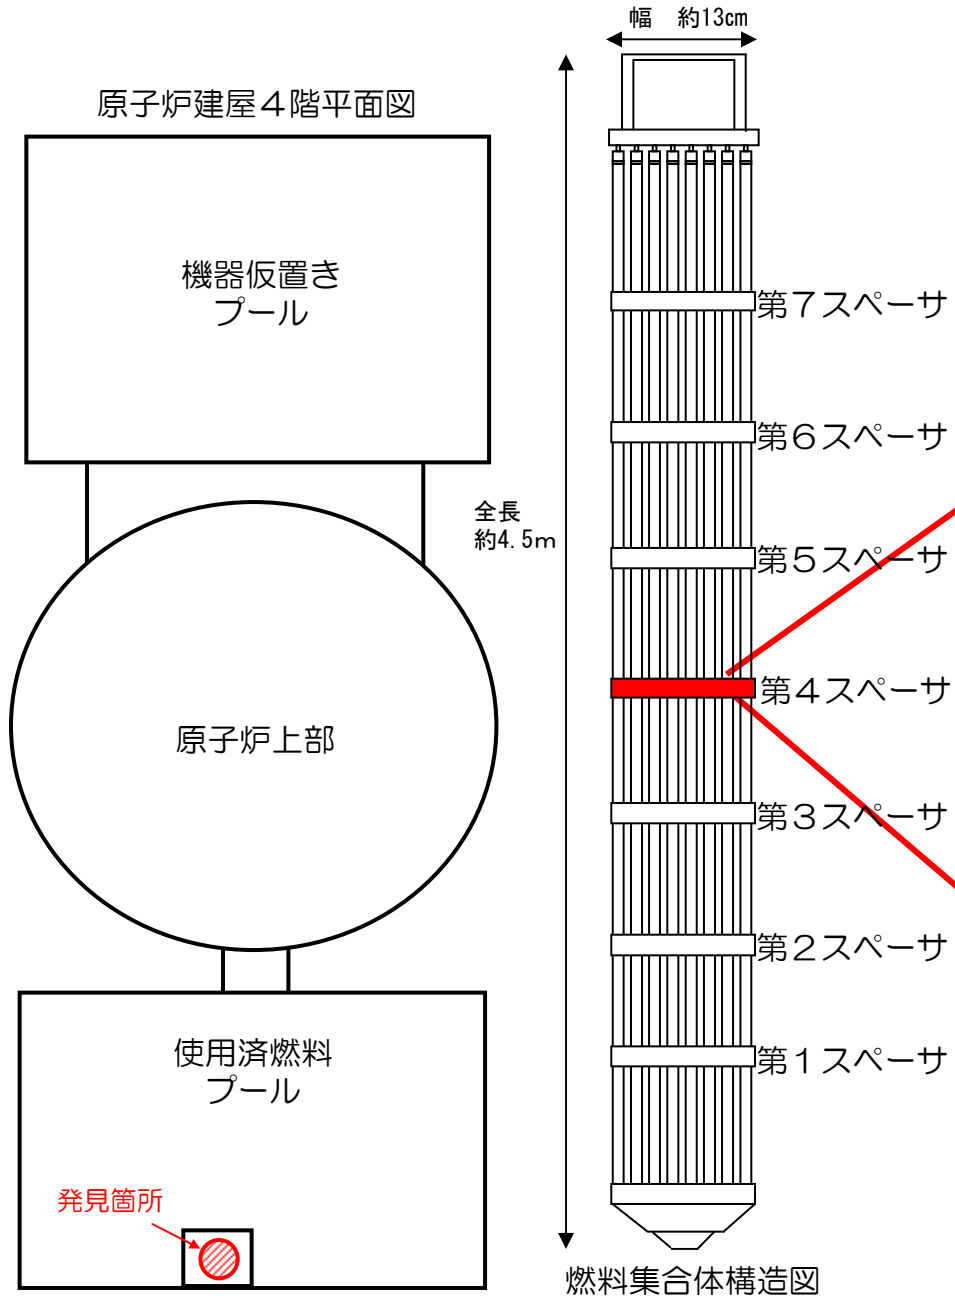 幅　約13cm
原子炉建屋４階平面図
機器仮置き
プール
原子炉上部
使用済燃料
プール
発見箇所
全長
約4.5ｍ
第７スペーサ
第６スペーサ
第５スペーサ
第４スペーサ
第３スペーサ
第２スペーサ
第１スペーサ
燃料集合体構造図